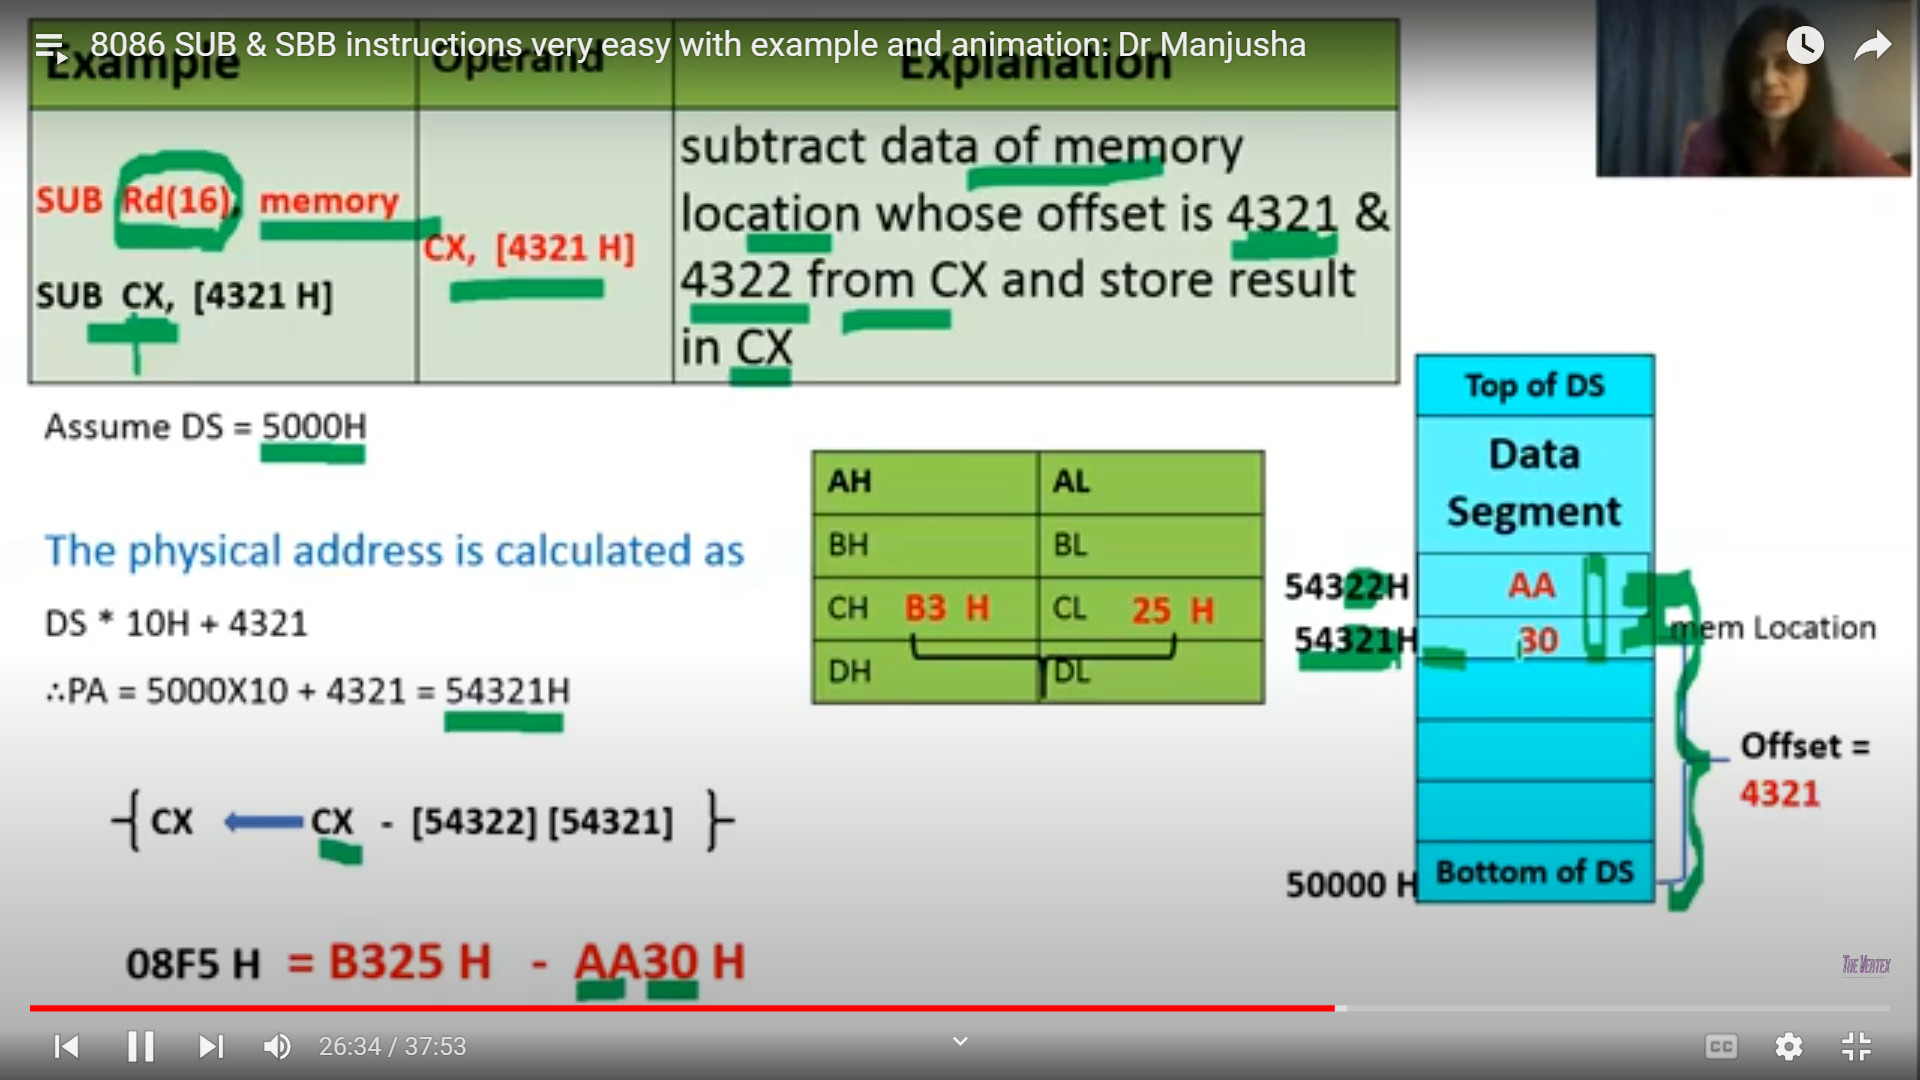 8086 SUB & SBB instructions very easy with example and animation: Dr Manjusha
Example
Operand
Explanation
SUB Rd(16), memory
SUB CX, [4321 H]
CX, [4321 H]
subtract data of memory
location whose offset is 4321 &
4322 from CX and store result
in CX
Assume DS = 5000H
The physical address is calculated as
DS * 10H + 4321
∴PA = 5000X10 + 4321 = 54321H
{ CX ← CX - [54322] [54321] }
08F5 H = B325 H - AA30 H
AH AL
BH BL
CH B3 H CL 25 H
DH DL
Top of DS
Data
Segment
54322H AA
54321H 30
mem Location
Offset =
4321
50000 H Bottom of DS
THE VERTEX
26:34 / 37:53
CC